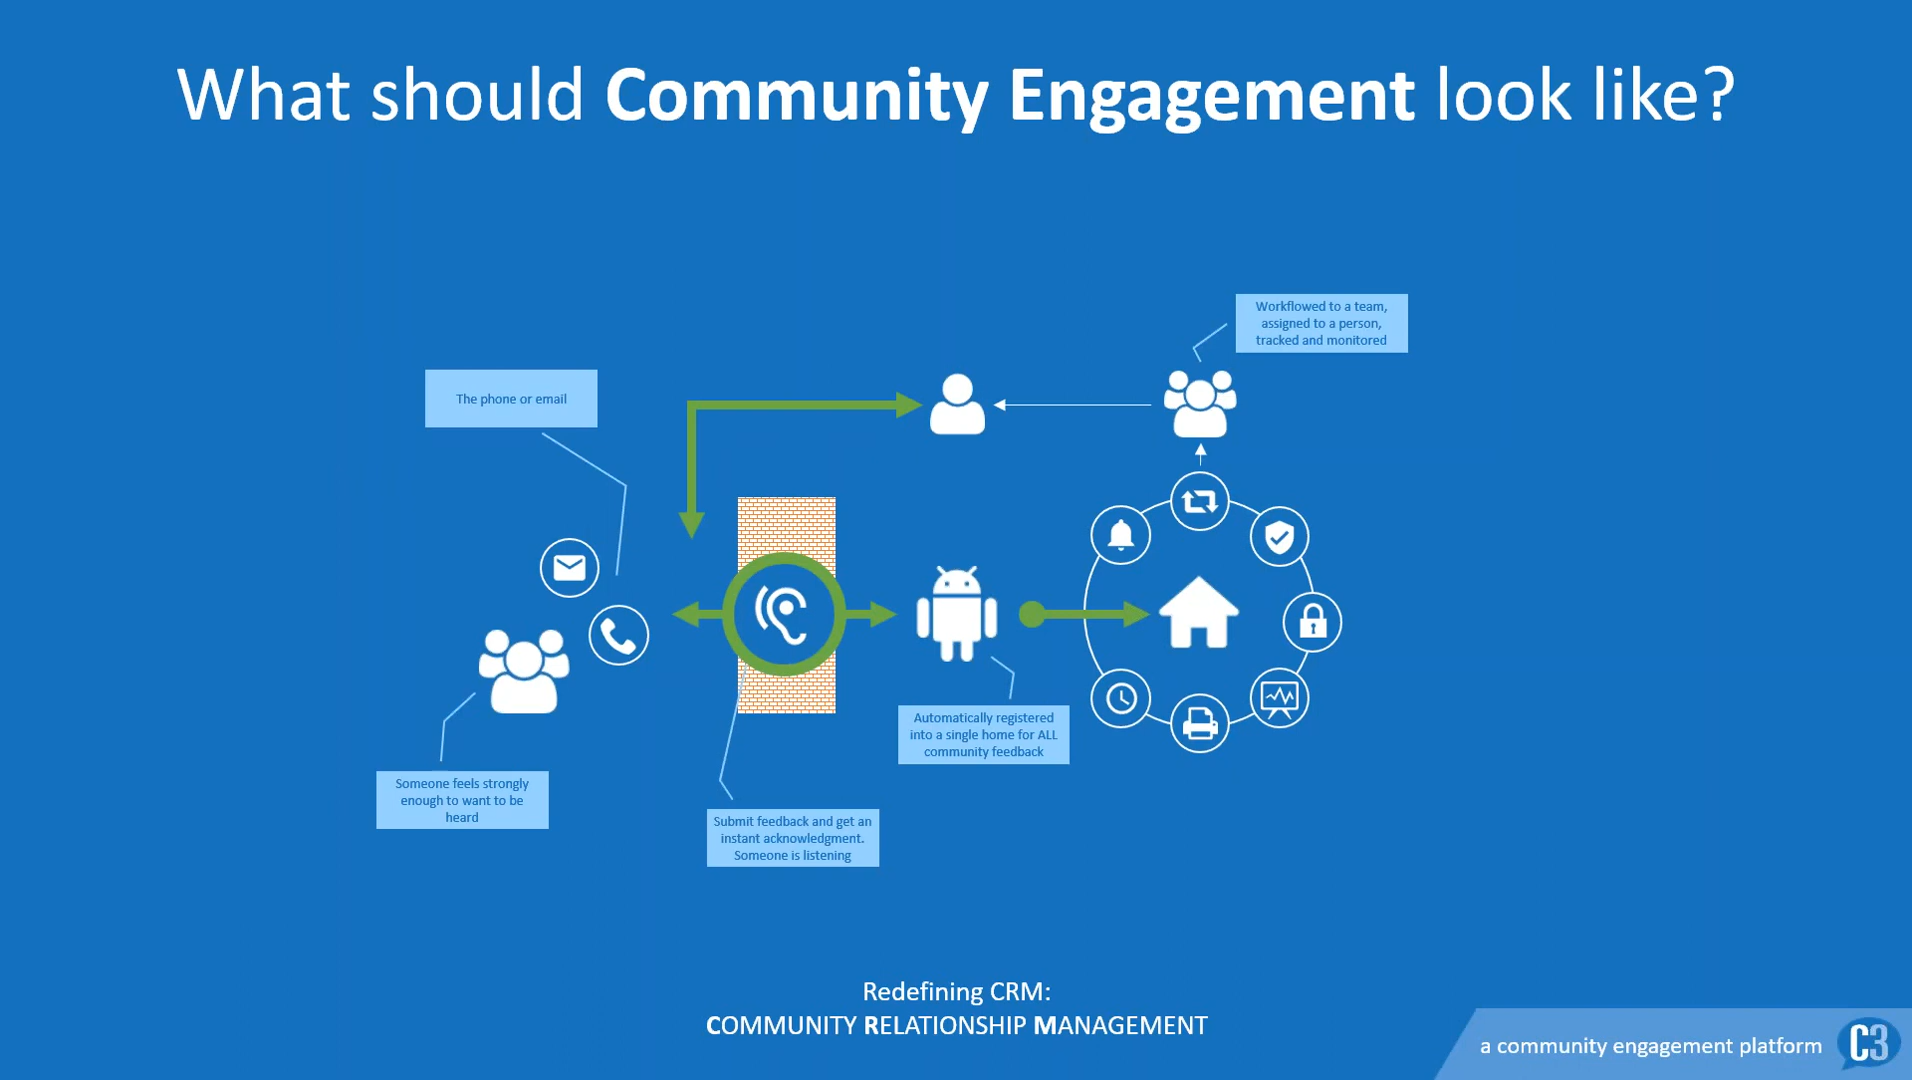 What should Community Engagement look like?
Workflowed to a team,
assigned to a person,
tracked and monitored
The phone or email
Automatically registered
into a single home for ALL
community feedback
Someone feels strongly
enough to want to be
heard
Submit feedback and get an
instant acknowledgment.
Someone is listening
Redefining CRM:
COMMUNITY RELATIONSHIP MANAGEMENT
a community engagement platform
C3